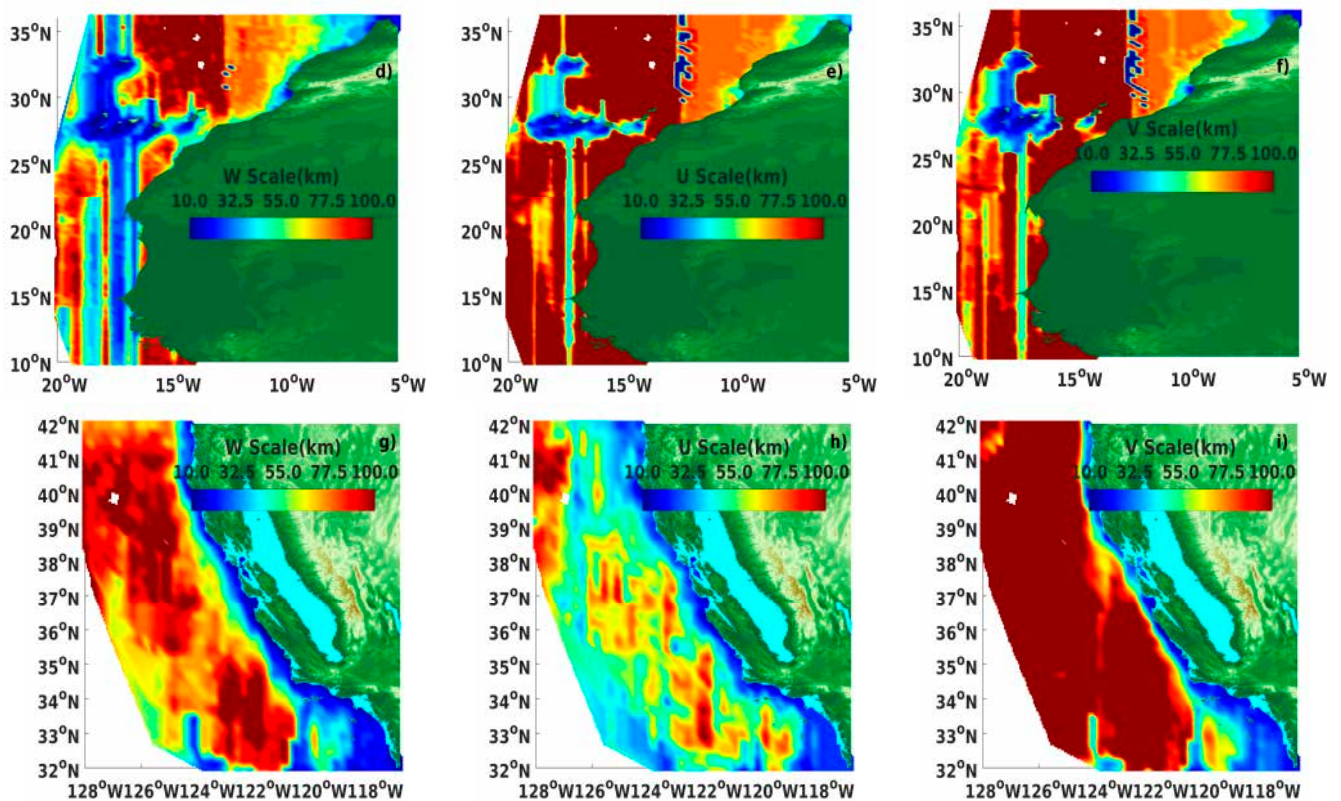 35°N
30°N
25°N
20°N
15°N
10°N
20°W 15°W 10°W 5°W
d)
W Scale(km)
10.0 32.5 55.0 77.5 100.0
35°N
30°N
25°N
20°N
15°N
10°N
20°W 15°W 10°W 5°W
e)
U Scale(km)
10.0 32.5 55.0 77.5 100.0
35°N
30°N
25°N
20°N
15°N
10°N
20°W 15°W 10°W 5°W
f)
V Scale(km)
10.0 32.5 55.0 77.5 100.0
42°N
41°N
40°N
39°N
38°N
37°N
36°N
35°N
34°N
33°N
32°N
128°W126°W124°W122°W120°W118°W
g)
W Scale(km)
10.0 32.5 55.0 77.5 100.0
42°N
41°N
40°N
39°N
38°N
37°N
36°N
35°N
34°N
33°N
32°N
128°W126°W124°W122°W120°W118°W
h)
U Scale(km)
10.0 32.5 55.0 77.5 100.0
42°N
41°N
40°N
39°N
38°N
37°N
36°N
35°N
34°N
33°N
32°N
128°W126°W124°W122°W120°W118°W
i)
V Scale(km)
10.0 32.5 55.0 77.5 100.0